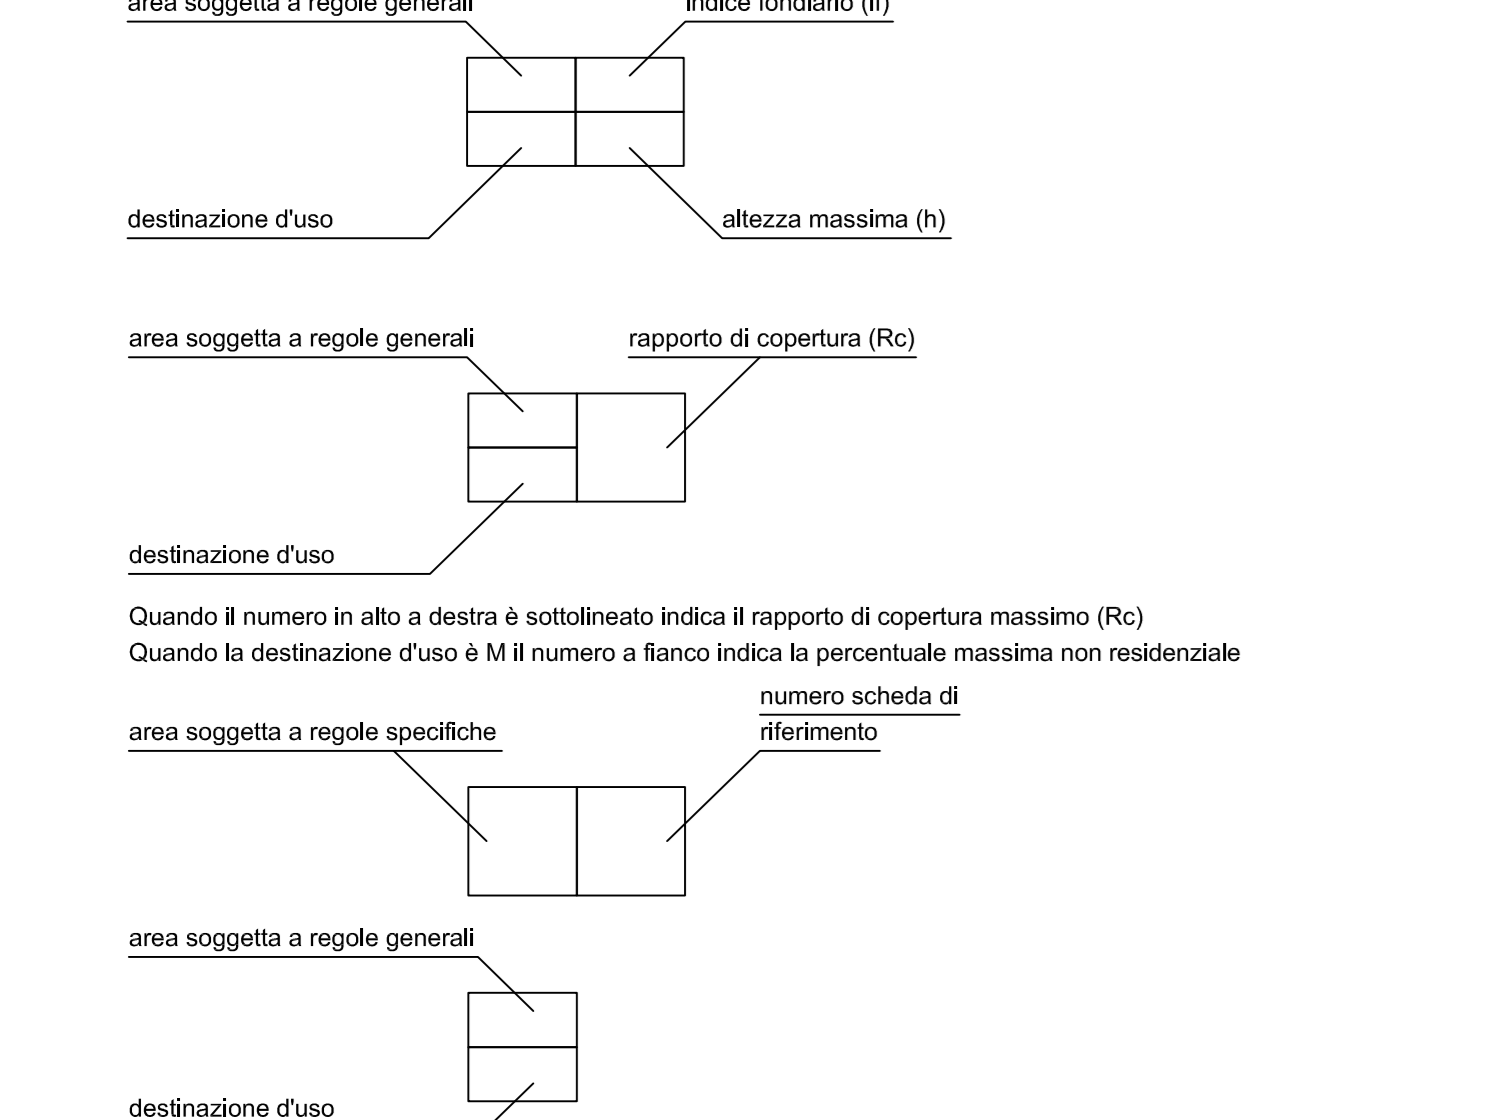 area soggetta a regole generali
indice fondiario (If)
destinazione d'uso
altezza massima (h)
area soggetta a regole generali
rapporto di copertura (Rc)
destinazione d'uso
Quando il numero in alto a destra è sottolineato indica il rapporto di copertura massimo (Rc)
Quando la destinazione d'uso è M il numero a fianco indica la percentuale massima non residenziale
numero scheda di
riferimento
area soggetta a regole specifiche
area soggetta a regole generali
destinazione d'uso